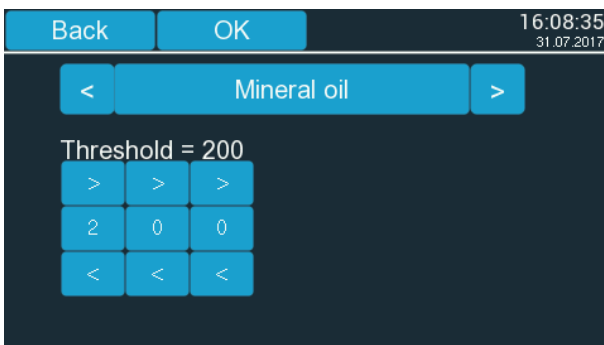 Back OK 16:08:35
31.07.2017
< Mineral oil >
Threshold = 200
> > >
2 0 0
< < <